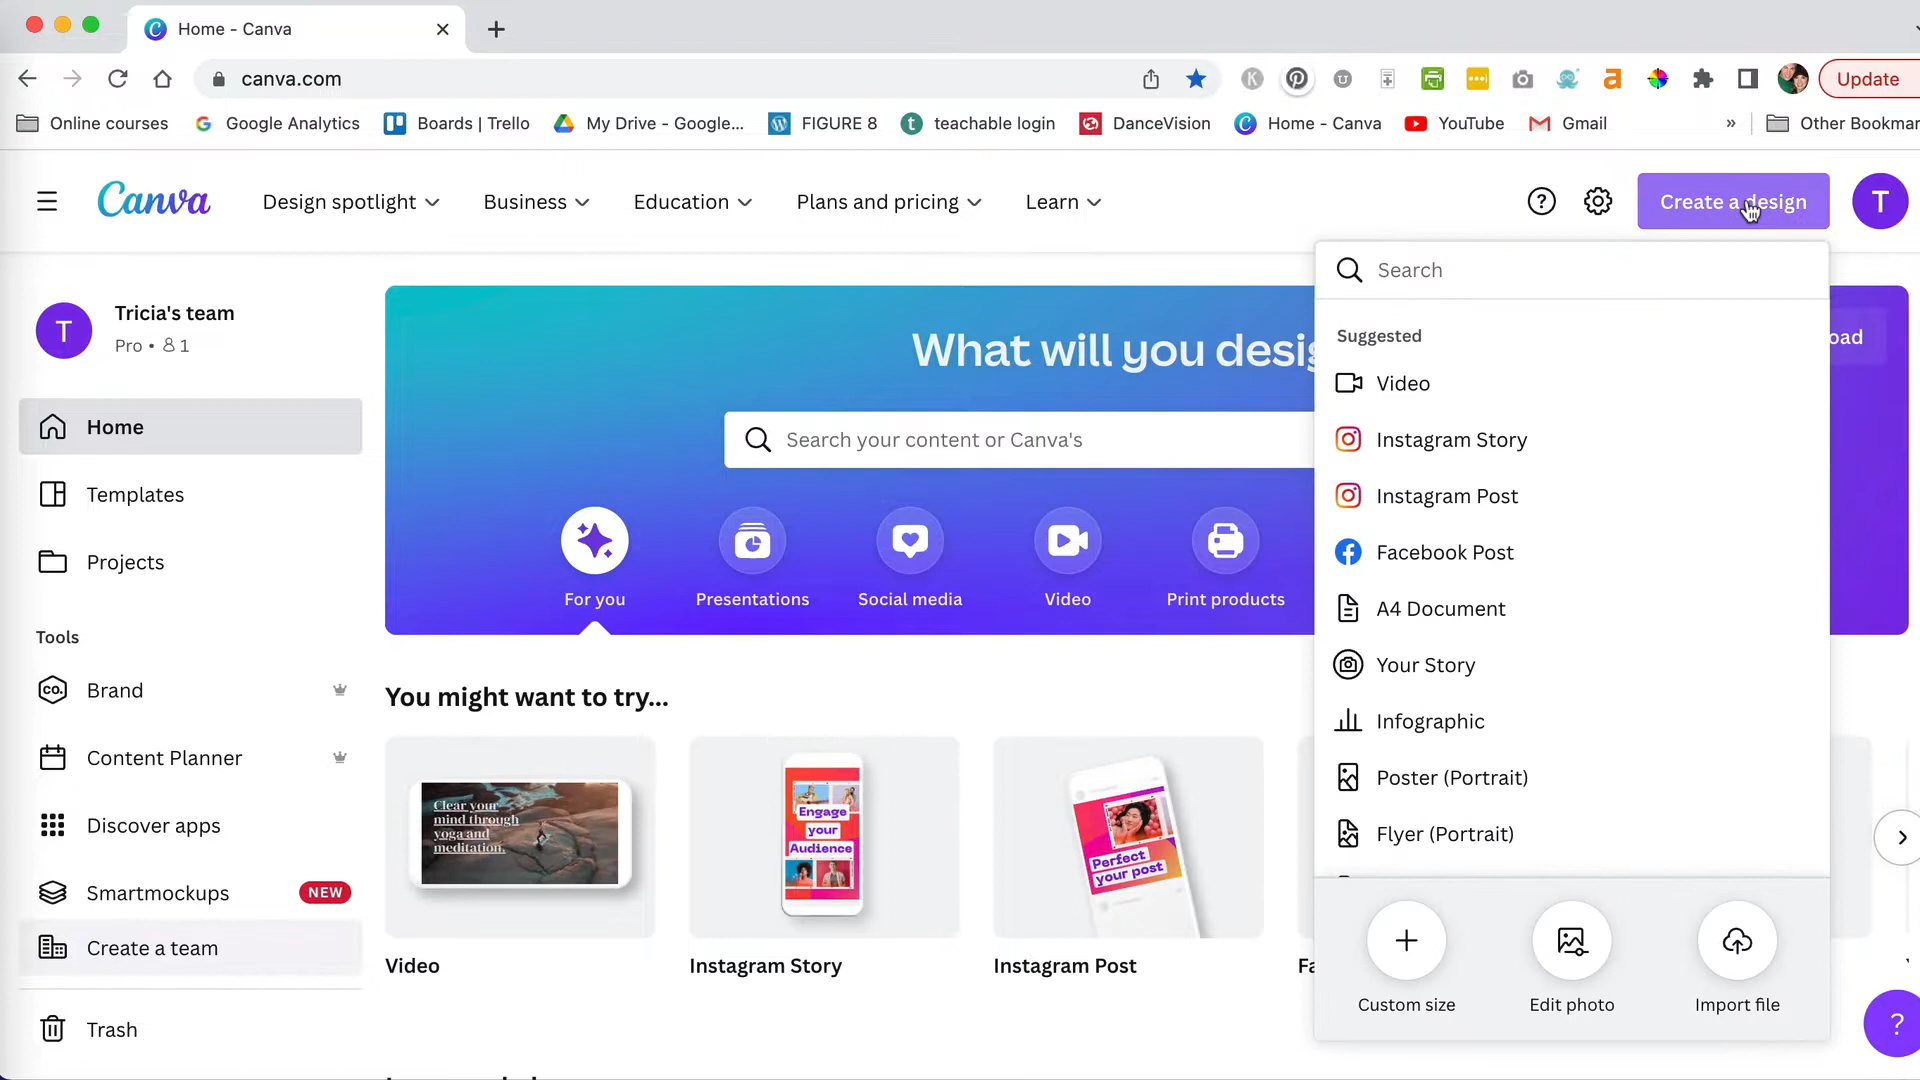 Home - Canva
canva.com
Update
Online courses
Google Analytics
Boards | Trello
My Drive - Google...
FIGURE 8
teachable login
DanceVision
Home - Canva
YouTube
Gmail
»
Other Bookmar
Canva
Design spotlight
Business
Education
Plans and pricing
Learn
?
Create a design
T
T
Tricia's team
Pro • 1
Home
Templates
Projects
Tools
Brand
Content Planner
Discover apps
Smartmockups
NEW
Create a team
Trash
What will you desig
oad
Search your content or Canva's
For you
Presentations
Social media
Video
Print products
You might want to try...
Clear your
mind through
yoga and
meditation.
Engage
your
Audience
Perfect
your post
Video
Instagram Story
Instagram Post
Fa
Search
Suggested
Video
Instagram Story
Instagram Post
Facebook Post
A4 Document
Your Story
Infographic
Poster (Portrait)
Flyer (Portrait)
Custom size
Edit photo
Import file
?